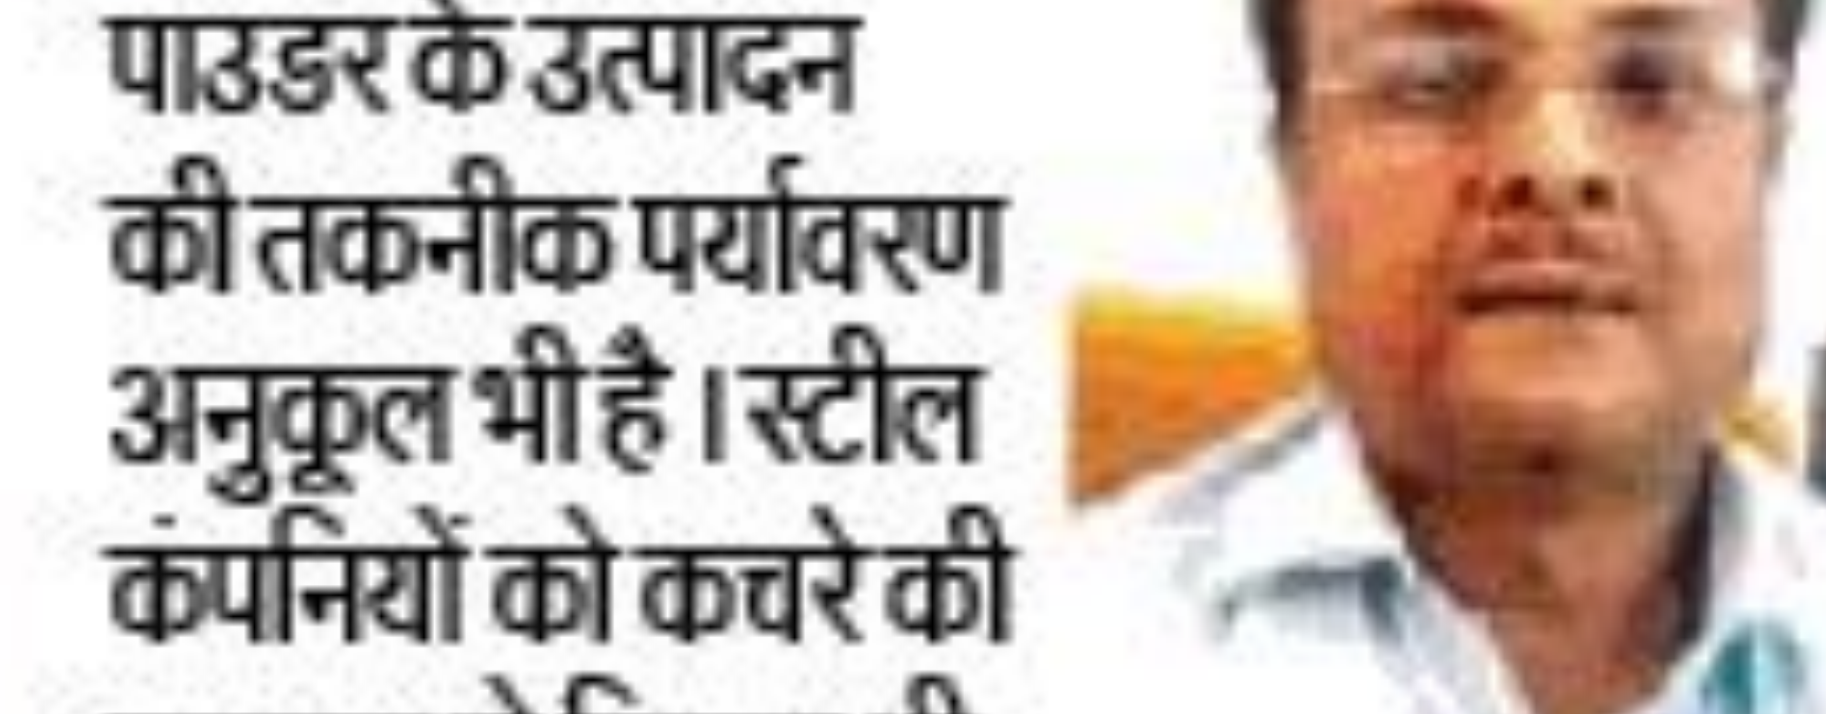 पाउडर के उत्पादन
की तकनीक पर्यावरण
अनुकूल भी है । स्टील
कंपनियों को कचरे की